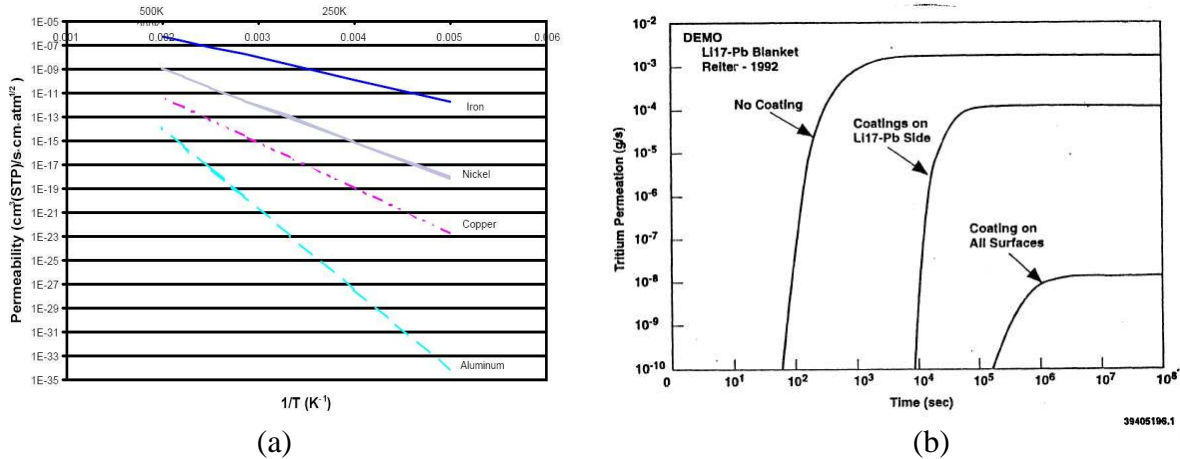 500K
250K
1E-05
0.001 0.002 0.003 0.004 0.005 0.006
1E-07
1E-09
1E-11
1E-13
1E-15
1E-17
1E-19
1E-21
1E-23
1E-25
1E-27
1E-29
1E-31
1E-33
1E-35
Iron
Nickel
Copper
Aluminum
Permeability (cm³(STP)/s·cm·atm¹/²)
1/T (K⁻¹)
(a)
DEMO
Li17-Pb Blanket
Reiter - 1992
No Coating
Coatings on
Li17-Pb Side
Coating on
All Surfaces
10⁻²
10⁻³
10⁻⁴
10⁻⁵
10⁻⁶
10⁻⁷
10⁻⁸
10⁻⁹
10⁻¹⁰
Tritium Permeation (g/s)
0 10¹ 10² 10³ 10⁴ 10⁵ 10⁶ 10⁷ 10⁸
Time (sec)
39405196.1
(b)